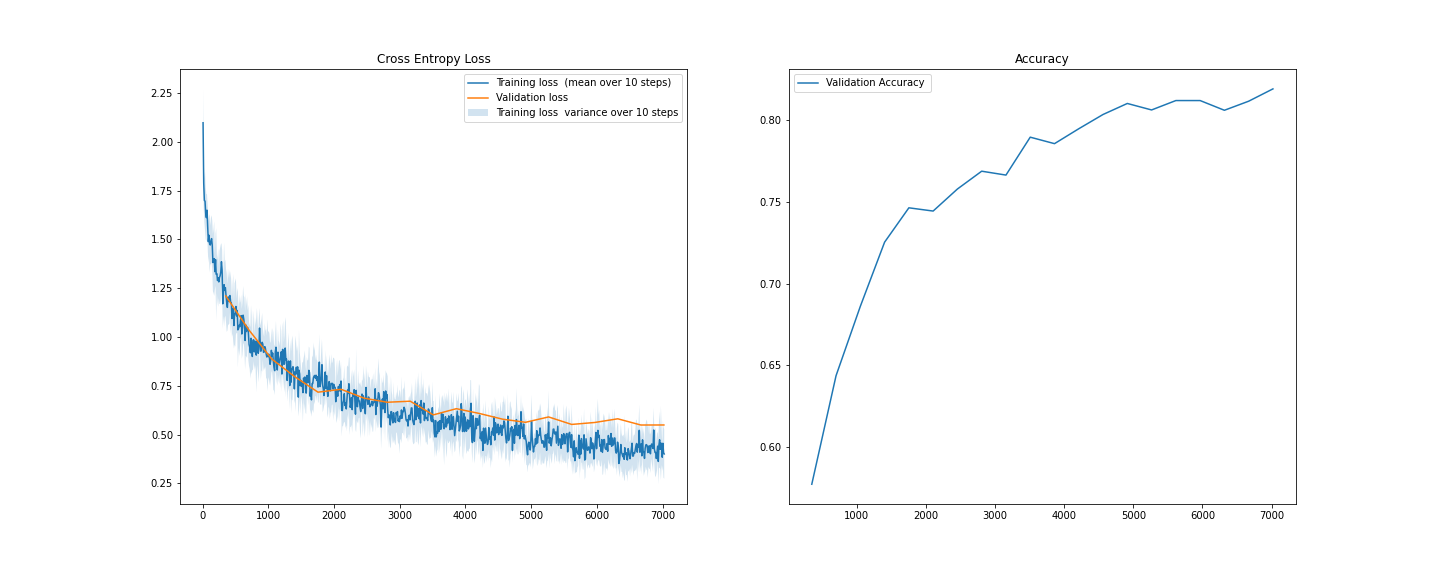 Cross Entropy Loss
Training loss  (mean over 10 steps)
Validation loss
Training loss  variance over 10 steps
2.25
2.00
1.75
1.50
1.25
1.00
0.75
0.50
0.25
0 1000 2000 3000 4000 5000 6000 7000
Accuracy
Validation Accuracy
0.80
0.75
0.70
0.65
0.60
1000 2000 3000 4000 5000 6000 7000